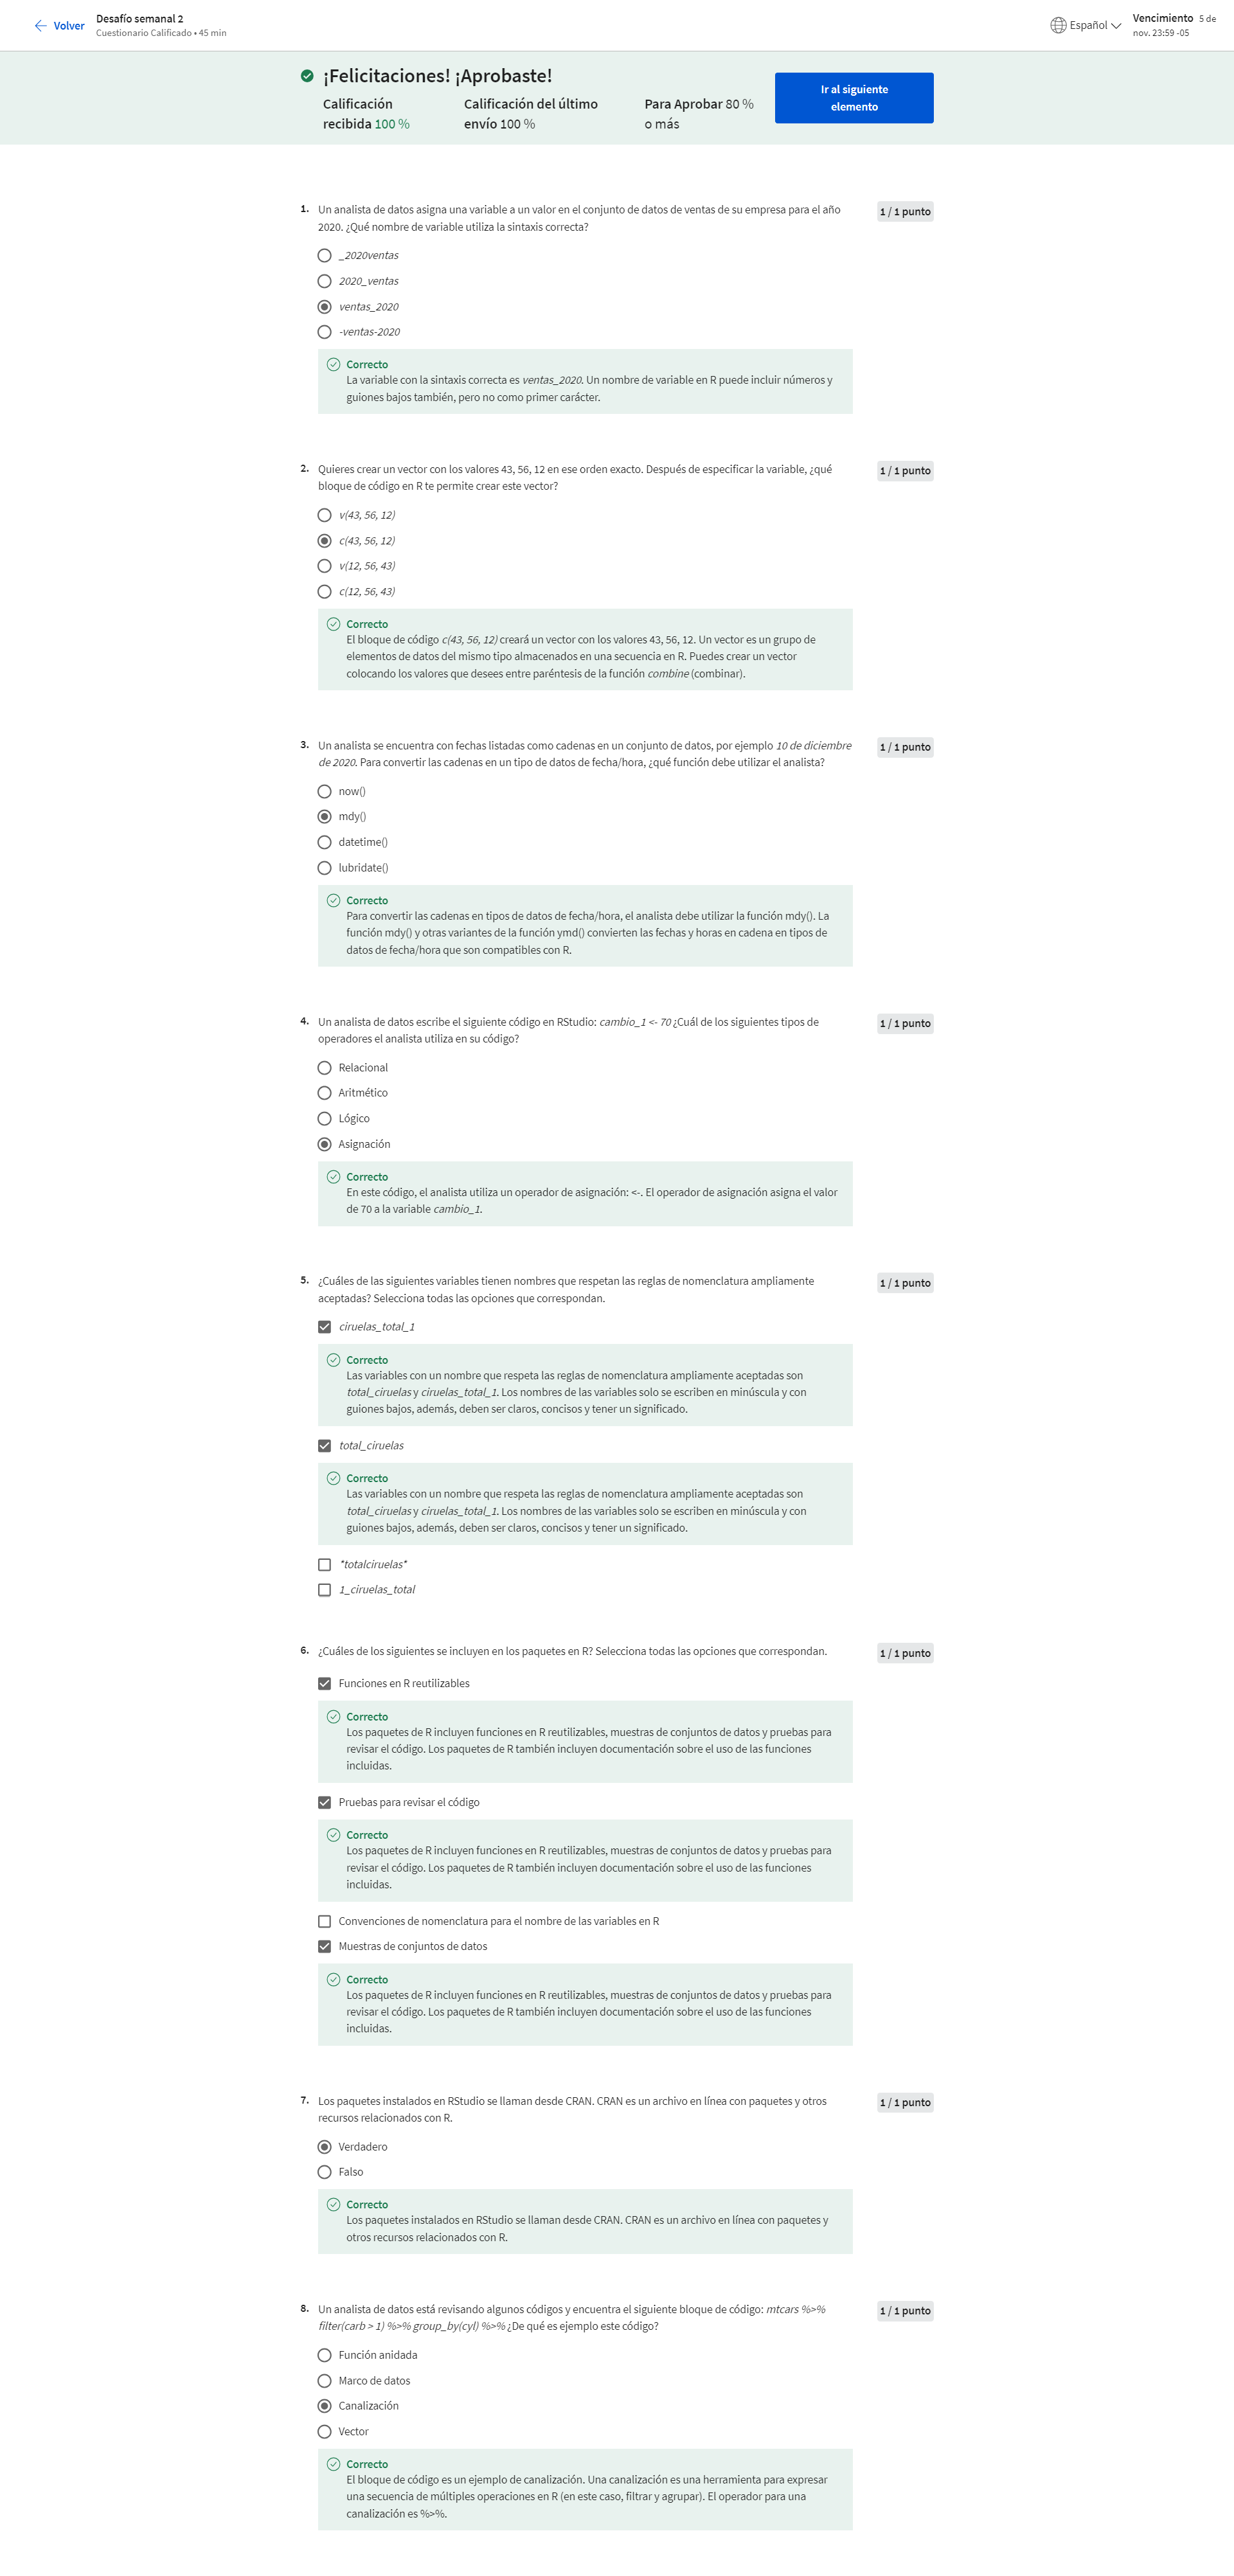 Volver
Desafío semanal 2
Cuestionario Calificado • 45 min
Español
Vencimiento 5 de
nov. 23:59 -05
¡Felicitaciones! ¡Aprobaste!
Calificación
recibida 100 %
Calificación del último
envío 100 %
Para Aprobar 80 %
o más
Ir al siguiente
elemento
1. Un analista de datos asigna una variable a un valor en el conjunto de datos de ventas de su empresa para el año
2020. ¿Qué nombre de variable utiliza la sintaxis correcta?
1 / 1 punto
_2020ventas
2020_ventas
ventas_2020
-ventas-2020
Correcto
La variable con la sintaxis correcta es ventas_2020. Un nombre de variable en R puede incluir números y
guiones bajos también, pero no como primer carácter.
2. Quieres crear un vector con los valores 43, 56, 12 en ese orden exacto. Después de especificar la variable, ¿qué
bloque de código en R te permite crear este vector?
1 / 1 punto
v(43, 56, 12)
c(43, 56, 12)
v(12, 56, 43)
c(12, 56, 43)
Correcto
El bloque de código c(43, 56, 12) creará un vector con los valores 43, 56, 12. Un vector es un grupo de
elementos de datos del mismo tipo almacenados en una secuencia en R. Puedes crear un vector
colocando los valores que desees entre paréntesis de la función combine (combinar).
3. Un analista se encuentra con fechas listadas como cadenas en un conjunto de datos, por ejemplo 10 de diciembre
de 2020. Para convertir las cadenas en un tipo de datos de fecha/hora, ¿qué función debe utilizar el analista?
1 / 1 punto
now()
mdy()
datetime()
lubridate()
Correcto
Para convertir las cadenas en tipos de datos de fecha/hora, el analista debe utilizar la función mdy(). La
función mdy() y otras variantes de la función ymd() convierten las fechas y horas en cadena en tipos de
datos de fecha/hora que son compatibles con R.
4. Un analista de datos escribe el siguiente código en RStudio: cambio_1 <- 70 ¿Cuál de los siguientes tipos de
operadores el analista utiliza en su código?
1 / 1 punto
Relacional
Aritmético
Lógico
Asignación
Correcto
En este código, el analista utiliza un operador de asignación: <-. El operador de asignación asigna el valor
de 70 a la variable cambio_1.
5. ¿Cuáles de las siguientes variables tienen nombres que respetan las reglas de nomenclatura ampliamente
aceptadas? Selecciona todas las opciones que correspondan.
1 / 1 punto
ciruelas_total_1
Correcto
Las variables con un nombre que respeta las reglas de nomenclatura ampliamente aceptadas son
total_ciruelas y ciruelas_total_1. Los nombres de las variables solo se escriben en minúscula y con
guiones bajos, además, deben ser claros, concisos y tener un significado.
total_ciruelas
Correcto
Las variables con un nombre que respeta las reglas de nomenclatura ampliamente aceptadas son
total_ciruelas y ciruelas_total_1. Los nombres de las variables solo se escriben en minúscula y con
guiones bajos, además, deben ser claros, concisos y tener un significado.
*totalciruelas*
1_ciruelas_total
6. ¿Cuáles de los siguientes se incluyen en los paquetes en R? Selecciona todas las opciones que correspondan.
1 / 1 punto
Funciones en R reutilizables
Correcto
Los paquetes de R incluyen funciones en R reutilizables, muestras de conjuntos de datos y pruebas para
revisar el código. Los paquetes de R también incluyen documentación sobre el uso de las funciones
incluidas.
Pruebas para revisar el código
Correcto
Los paquetes de R incluyen funciones en R reutilizables, muestras de conjuntos de datos y pruebas para
revisar el código. Los paquetes de R también incluyen documentación sobre el uso de las funciones
incluidas.
Convenciones de nomenclatura para el nombre de las variables en R
Muestras de conjuntos de datos
Correcto
Los paquetes de R incluyen funciones en R reutilizables, muestras de conjuntos de datos y pruebas para
revisar el código. Los paquetes de R también incluyen documentación sobre el uso de las funciones
incluidas.
7. Los paquetes instalados en RStudio se llaman desde CRAN. CRAN es un archivo en línea con paquetes y otros
recursos relacionados con R.
1 / 1 punto
Verdadero
Falso
Correcto
Los paquetes instalados en RStudio se llaman desde CRAN. CRAN es un archivo en línea con paquetes y
otros recursos relacionados con R.
8. Un analista de datos está revisando algunos códigos y encuentra el siguiente bloque de código: mtcars %>%
filter(carb > 1) %>% group_by(cyl) %>% ¿De qué es ejemplo este código?
1 / 1 punto
Función anidada
Marco de datos
Canalización
Vector
Correcto
El bloque de código es un ejemplo de canalización. Una canalización es una herramienta para expresar
una secuencia de múltiples operaciones en R (en este caso, filtrar y agrupar). El operador para una
canalización es %>%.